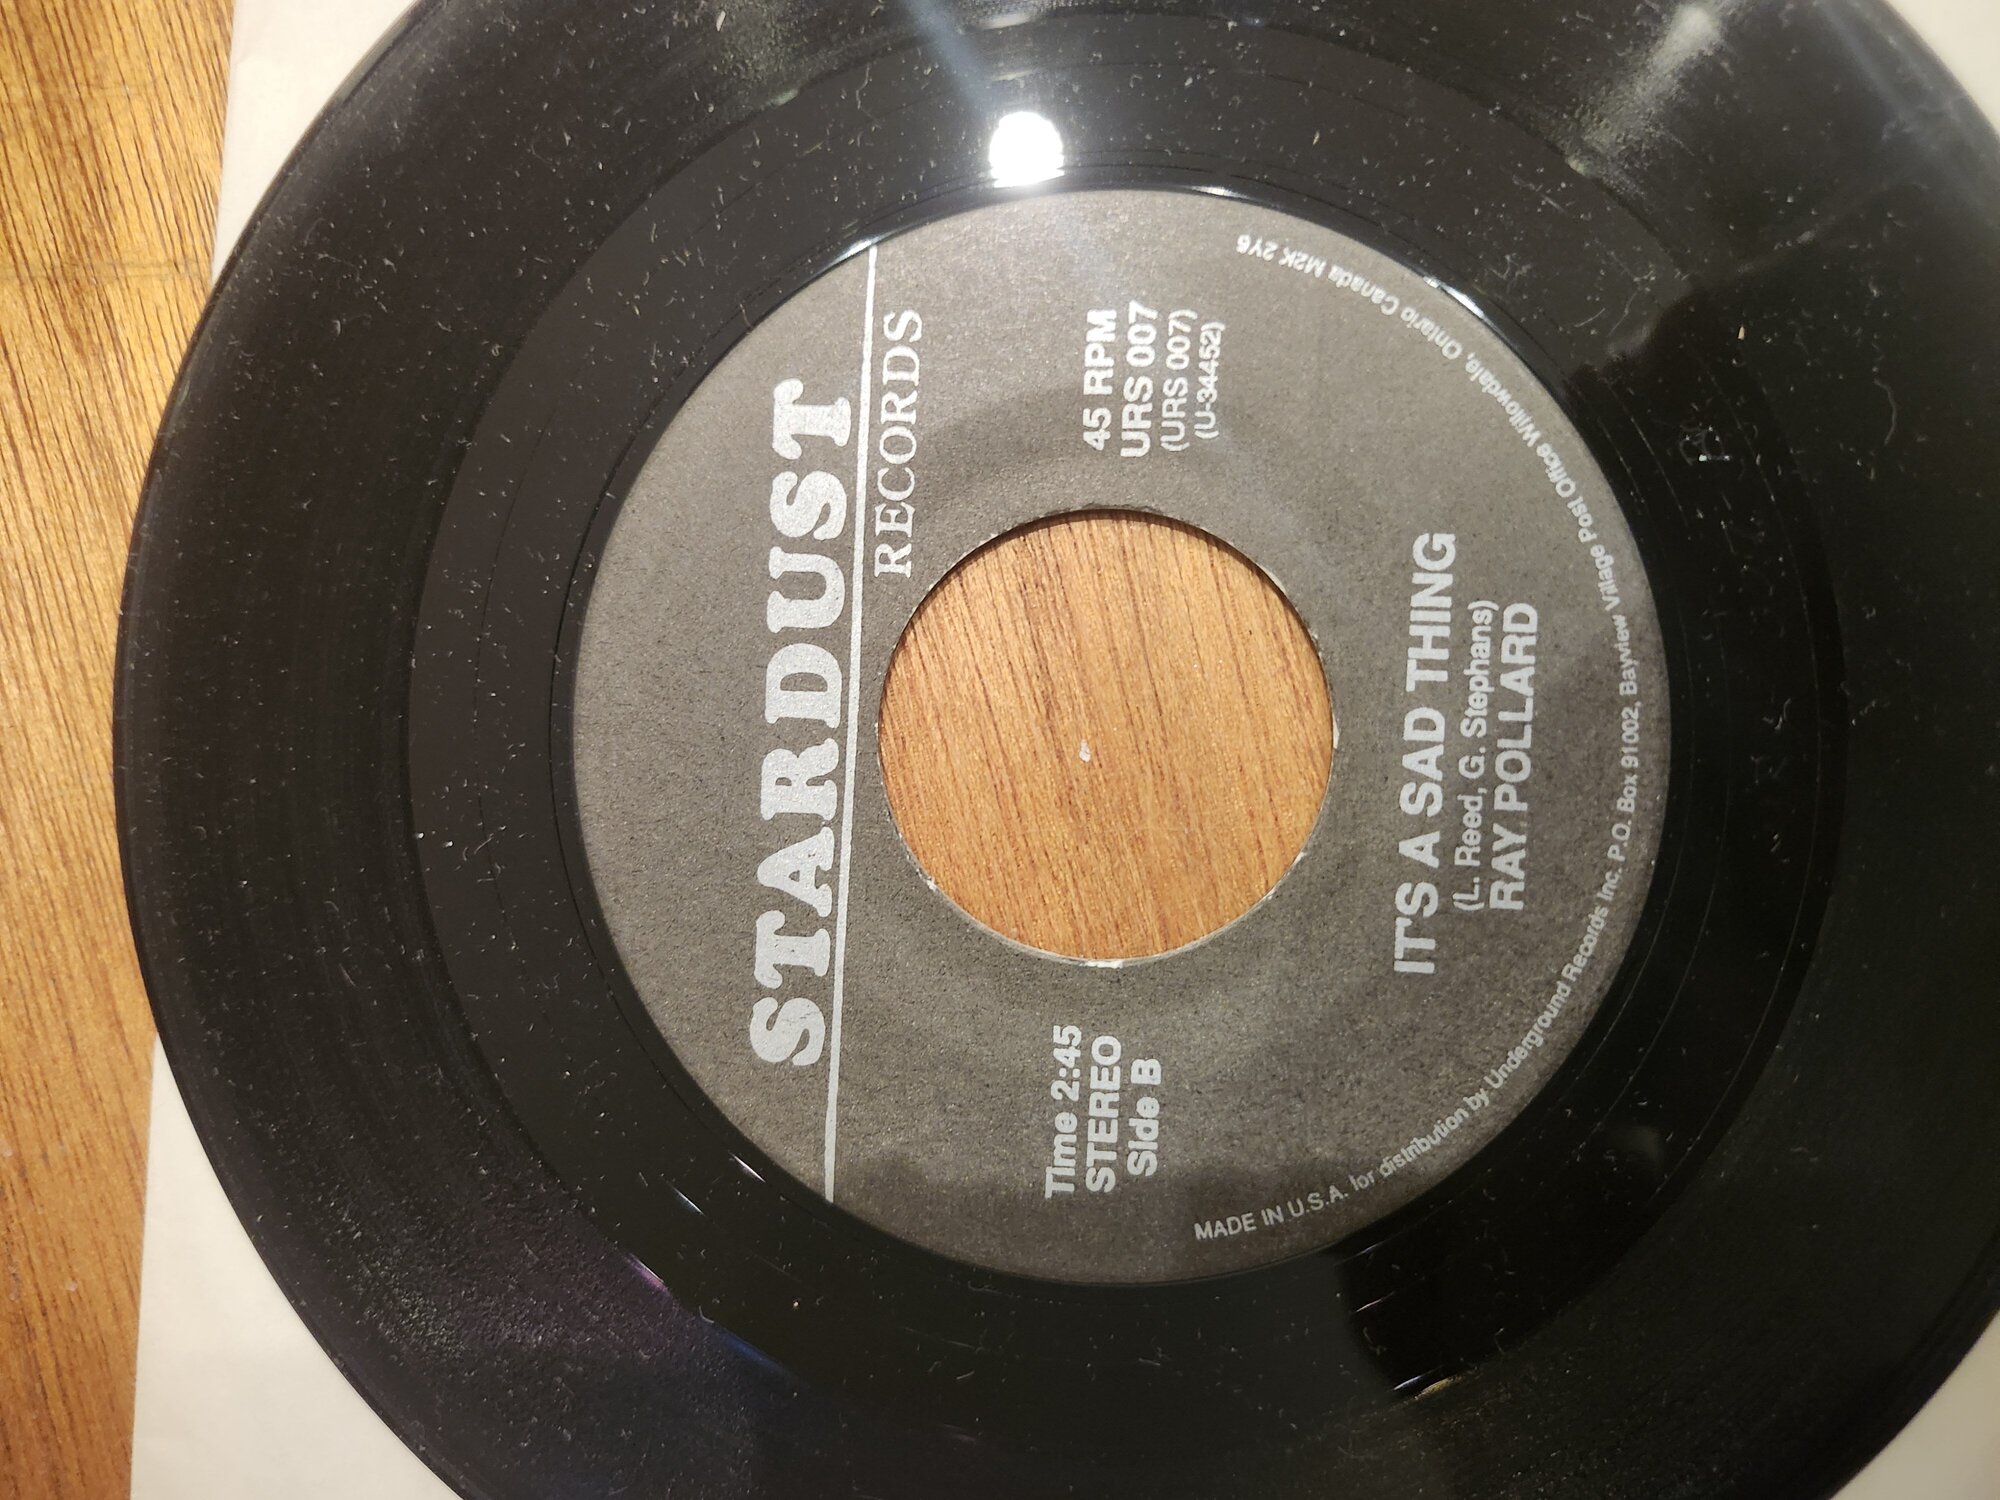 STARDUST
RECORDS
Time 2:45
STEREO
Side B
45 RPM
URS 007
(URS 007)
(U-34452)
IT'S A SAD THING
(L. Reed, G. Stephans)
RAY POLLARD
MADE IN U.S.A. for distribution by Underground Records Inc. P.O. Box 91002, Bayview Village Post Office Willowdale, Ontario Canada M2K 2Y6